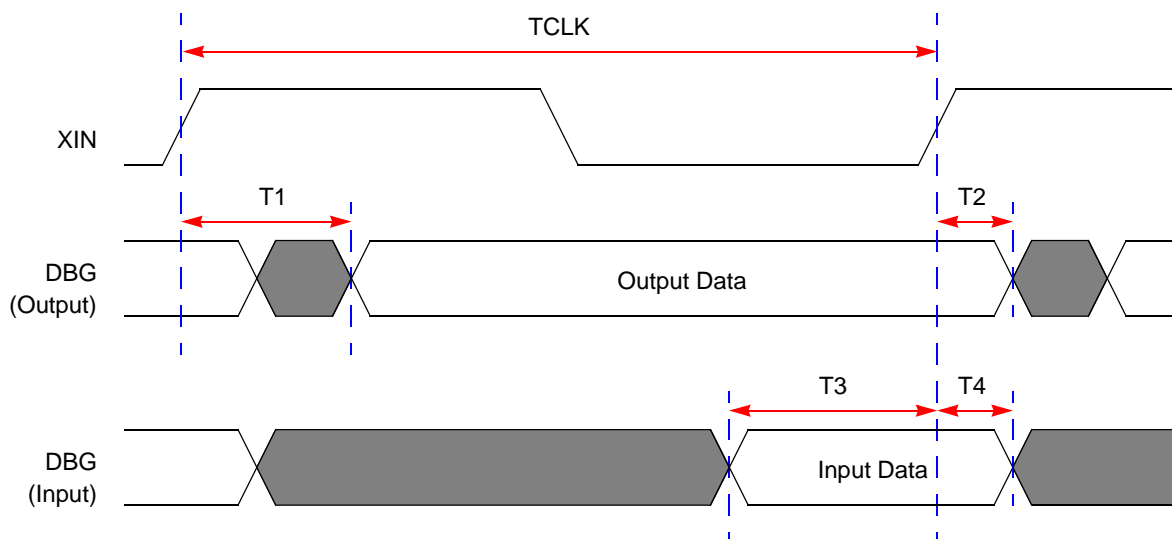 TCLK
XIN
T1
T2
DBG
(Output)
Output Data
T3
T4
DBG
(Input)
Input Data